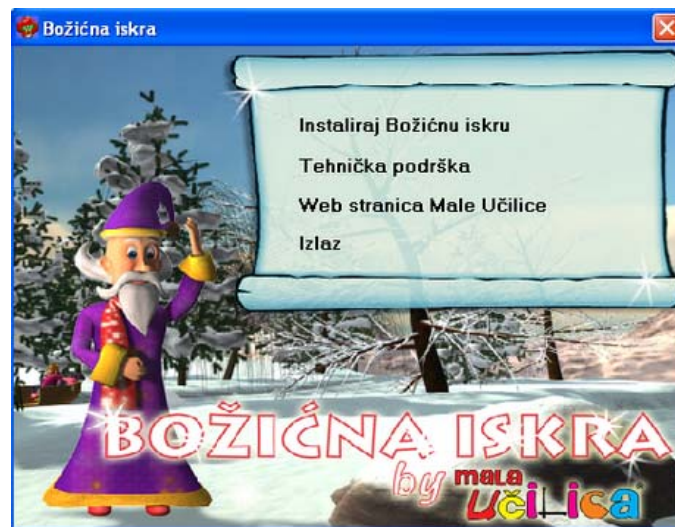 Božićna iskra
Instaliraj Božićnu iskru
Tehnička podrška
Web stranica Male Učilice
Izlaz
BOŽIĆNA ISKRA
by mala
učilica